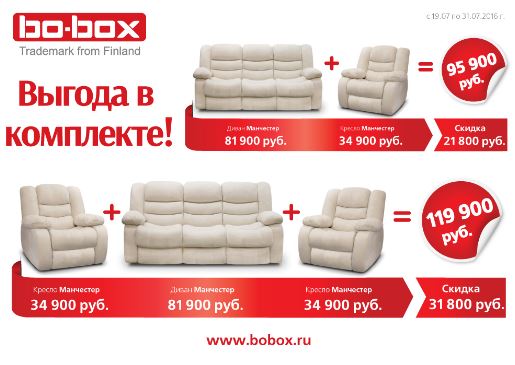 bo-box
Trademark from Finland
с 19.07 по 31.07.2016 г.
Выгода в
комплекте!
+ =
95 900
руб.
Диван Манчестер
81 900 руб.
Кресло Манчестер
34 900 руб.
Скидка
21 800 руб.
+ + =
119 900
руб.
Кресло Манчестер
34 900 руб.
Диван Манчестер
81 900 руб.
Кресло Манчестер
34 900 руб.
Скидка
31 800 руб.
www.bobox.ru